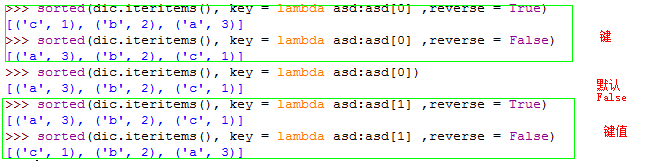 >>> sorted(dic.iteritems(), key = lambda asd:asd[0] ,reverse = True)
[('c', 1), ('b', 2), ('a', 3)]
>>> sorted(dic.iteritems(), key = lambda asd:asd[0] ,reverse = False)
键
[('a', 3), ('b', 2), ('c', 1)]
>>> sorted(dic.iteritems(), key = lambda asd:asd[0])
[('a', 3), ('b', 2), ('c', 1)]
默认
False
>>> sorted(dic.iteritems(), key = lambda asd:asd[1] ,reverse = True)
[('a', 3), ('b', 2), ('c', 1)]
键值
>>> sorted(dic.iteritems(), key = lambda asd:asd[1] ,reverse = False)
[('c', 1), ('b', 2), ('a', 3)]